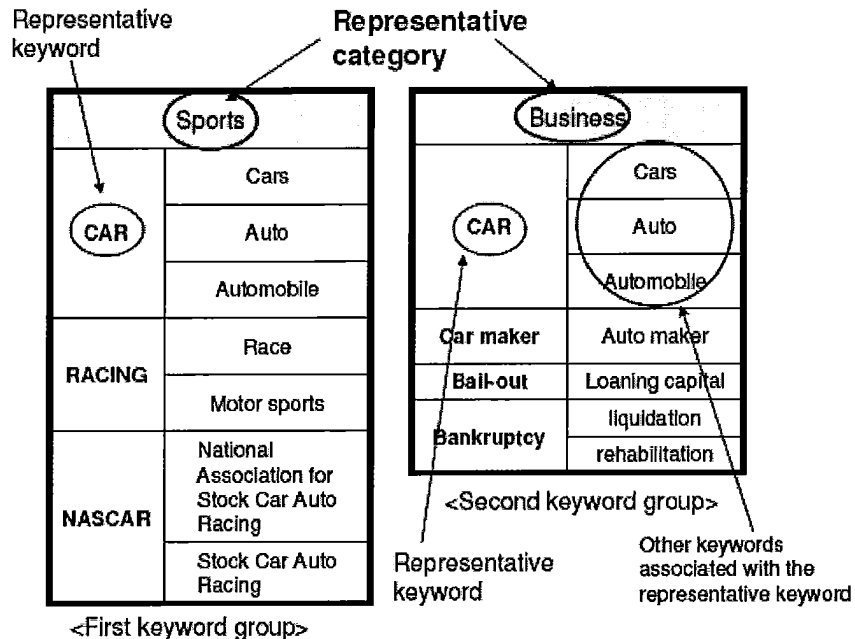 Representative
keyword
Representative
category
Sports
CAR
Cars
Auto
Automobile
RACING
Race
Motor sports
NASCAR
National
Association for
Stock Car Auto
Racing
Stock Car Auto
Racing
<First keyword group>
Business
CAR
Cars
Auto
Automobile
Car maker
Auto maker
Bail-out
Loaning capital
Bankruptcy
liquidation
rehabilitation
<Second keyword group>
Representative
keyword
Other keywords
associated with the
representative keyword